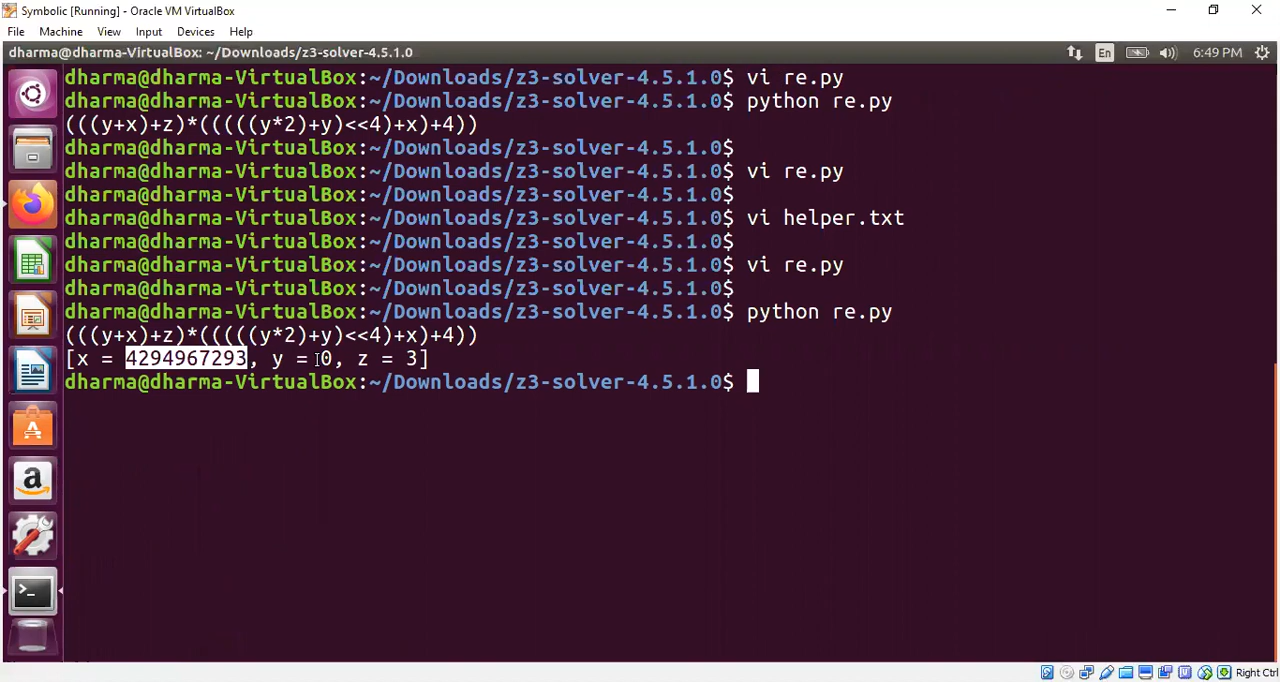 Symbolic [Running] - Oracle VM VirtualBox
File Machine View Input Devices Help
dharma@dharma-VirtualBox: ~/Downloads/z3-solver-4.5.1.0 En 6:49 PM
dharma@dharma-VirtualBox:~/Downloads/z3-solver-4.5.1.0$ vi re.py
dharma@dharma-VirtualBox:~/Downloads/z3-solver-4.5.1.0$ python re.py
(((y+x)+z)*(((((y*2)+y)<<4)+x)+4))
dharma@dharma-VirtualBox:~/Downloads/z3-solver-4.5.1.0$
dharma@dharma-VirtualBox:~/Downloads/z3-solver-4.5.1.0$ vi re.py
dharma@dharma-VirtualBox:~/Downloads/z3-solver-4.5.1.0$
dharma@dharma-VirtualBox:~/Downloads/z3-solver-4.5.1.0$ vi helper.txt
dharma@dharma-VirtualBox:~/Downloads/z3-solver-4.5.1.0$
dharma@dharma-VirtualBox:~/Downloads/z3-solver-4.5.1.0$ vi re.py
dharma@dharma-VirtualBox:~/Downloads/z3-solver-4.5.1.0$
dharma@dharma-VirtualBox:~/Downloads/z3-solver-4.5.1.0$ python re.py
(((y+x)+z)*(((((y*2)+y)<<4)+x)+4))
[x = 4294967293, y = 0, z = 3]
dharma@dharma-VirtualBox:~/Downloads/z3-solver-4.5.1.0$
Right Ctrl